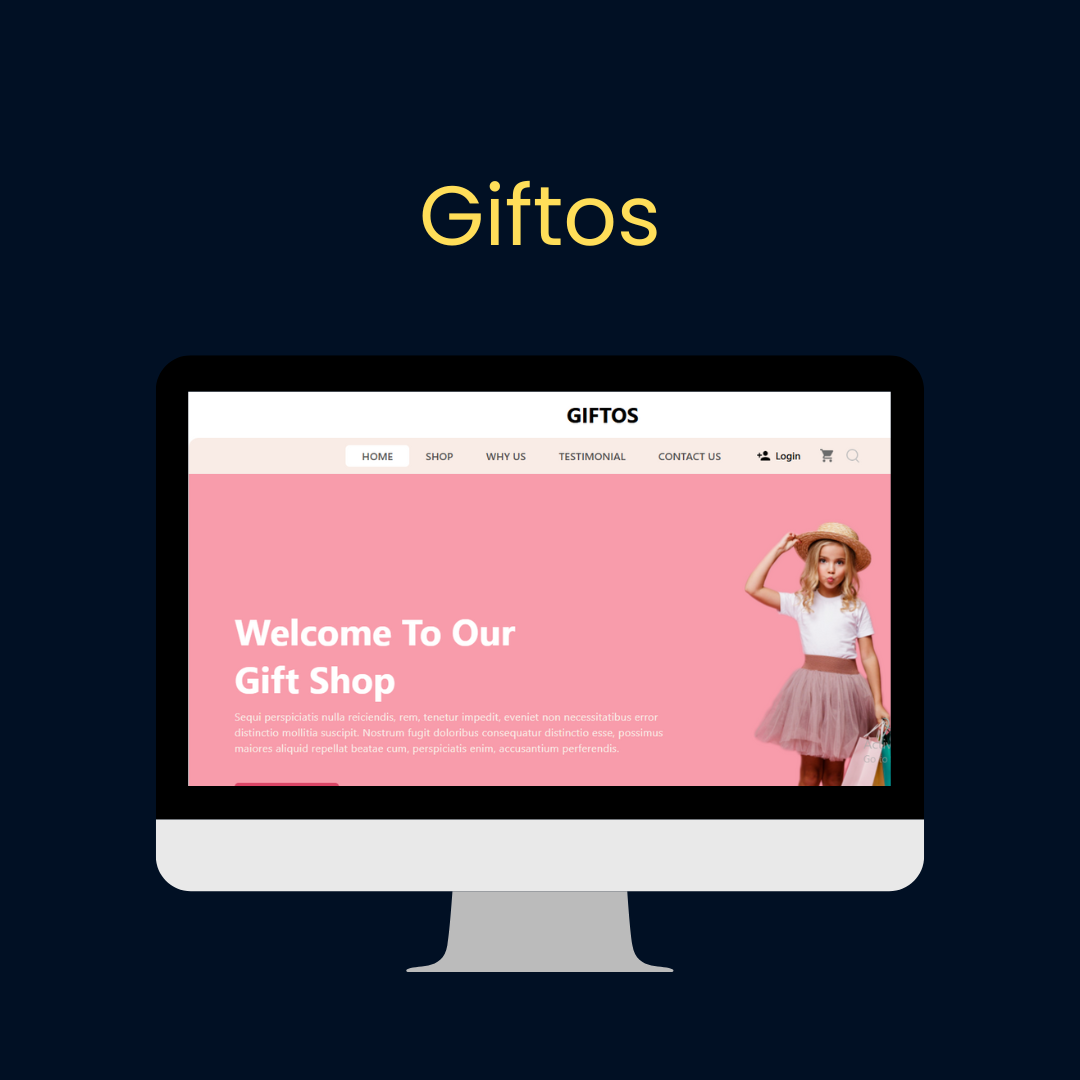 Giftos
GIFTOS
HOME SHOP WHY US TESTIMONIAL CONTACT US Login
Welcome To Our
Gift Shop
Sequi perspiciatis nulla reiciendis, rem, tenetur impedit, eveniet non necessitatibus error
distinctio mollitia suscipit. Nostrum fugit doloribus consequatur distinctio esse, possimus
maiores aliquid repellat beatae cum, perspiciatis enim, accusantium perferendis.